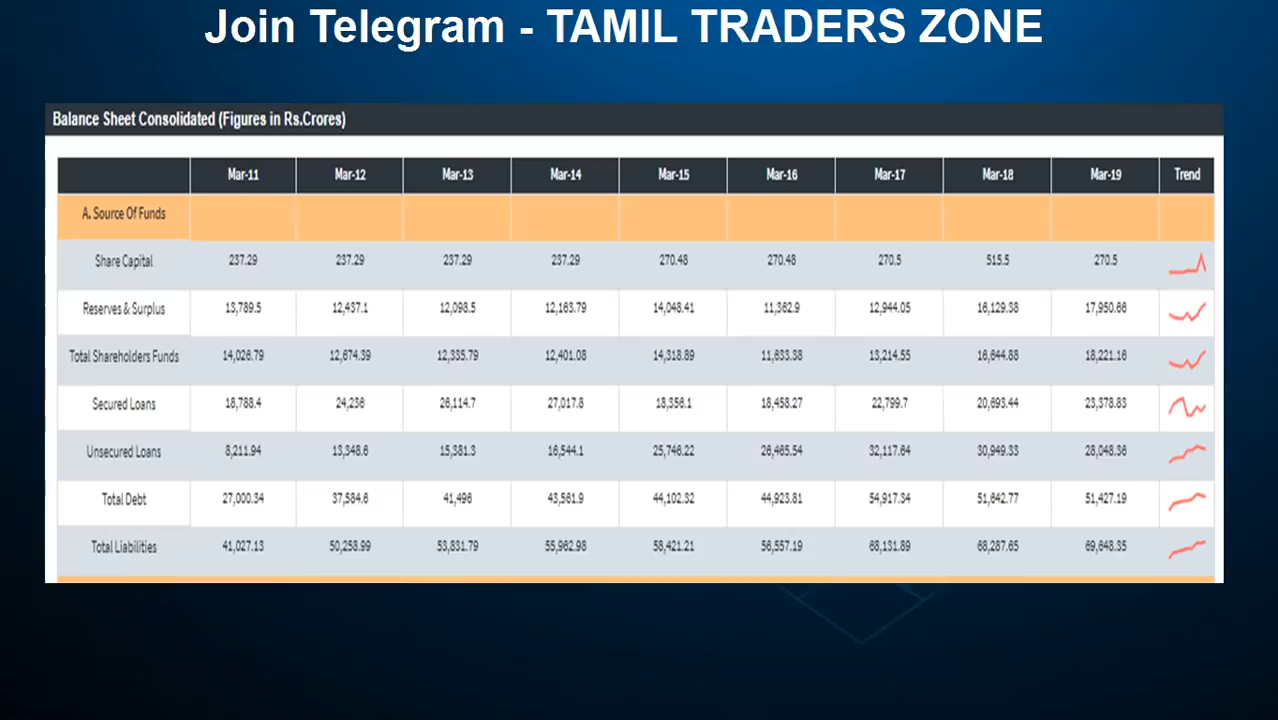 Join Telegram - TAMIL TRADERS ZONE
Balance Sheet Consolidated (Figures in Rs.Crores)
Mar-11 Mar-12 Mar-13 Mar-14 Mar-15 Mar-16 Mar-17 Mar-18 Mar-19 Trend
A. Source Of Funds
Share Capital 237.29 237.29 237.29 237.29 270.48 270.48 270.5 515.5 270.5
Reserves & Surplus 13,789.5 12,437.1 12,098.5 12,163.79 14,048.41 11,362.9 12,944.05 16,129.38 17,950.66
Total Shareholders Funds 14,026.79 12,674.39 12,335.79 12,401.08 14,318.89 11,633.38 13,214.55 16,644.88 18,221.16
Secured Loans 18,788.4 24,236 26,114.7 27,017.8 18,356.1 18,458.27 22,799.7 20,693.44 23,378.83
Unsecured Loans 8,211.94 13,348.6 15,381.3 16,544.1 25,746.22 26,465.54 32,117.64 30,949.33 28,048.36
Total Debt 27,000.34 37,584.6 41,496 43,561.9 44,102.32 44,923.81 54,917.34 51,642.77 51,427.19
Total Liabilities 41,027.13 50,258.99 53,831.79 55,962.98 58,421.21 56,557.19 68,131.89 68,287.65 69,648.35